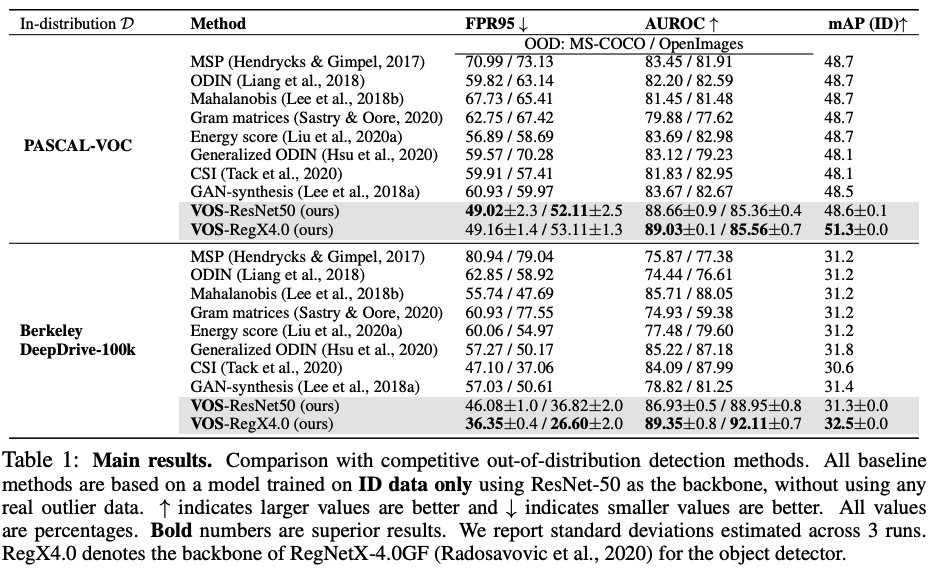 In-distribution 𝒟 Method FPR95 ↓ AUROC ↑ mAP (ID)↑
OOD: MS-COCO / OpenImages
MSP (Hendrycks & Gimpel, 2017) 70.99 / 73.13 83.45 / 81.91 48.7
ODIN (Liang et al., 2018) 59.82 / 63.14 82.20 / 82.59 48.7
Mahalanobis (Lee et al., 2018b) 67.73 / 65.41 81.45 / 81.48 48.7
Gram matrices (Sastry & Oore, 2020) 62.75 / 67.42 79.88 / 77.62 48.7
PASCAL-VOC Energy score (Liu et al., 2020a) 56.89 / 58.69 83.69 / 82.98 48.7
Generalized ODIN (Hsu et al., 2020) 59.57 / 70.28 83.12 / 79.23 48.1
CSI (Tack et al., 2020) 59.91 / 57.41 81.83 / 82.95 48.1
GAN-synthesis (Lee et al., 2018a) 60.93 / 59.97 83.67 / 82.67 48.5
VOS-ResNet50 (ours) 49.02±2.3 / 52.11±2.5 88.66±0.9 / 85.36±0.4 48.6±0.1
VOS-RegX4.0 (ours) 49.16±1.4 / 53.11±1.3 89.03±0.1 / 85.56±0.7 51.3±0.0
MSP (Hendrycks & Gimpel, 2017) 80.94 / 79.04 75.87 / 77.38 31.2
ODIN (Liang et al., 2018) 62.85 / 58.92 74.44 / 76.61 31.2
Mahalanobis (Lee et al., 2018b) 55.74 / 47.69 85.71 / 88.05 31.2
Gram matrices (Sastry & Oore, 2020) 60.93 / 77.55 74.93 / 59.38 31.2
Berkeley Energy score (Liu et al., 2020a) 60.06 / 54.97 77.48 / 79.60 31.2
DeepDrive-100k Generalized ODIN (Hsu et al., 2020) 57.27 / 50.17 85.22 / 87.18 31.8
CSI (Tack et al., 2020) 47.10 / 37.06 84.09 / 87.99 30.6
GAN-synthesis (Lee et al., 2018a) 57.03 / 50.61 78.82 / 81.25 31.4
VOS-ResNet50 (ours) 46.08±1.0 / 36.82±2.0 86.93±0.5 / 88.95±0.8 31.3±0.0
VOS-RegX4.0 (ours) 36.35±0.4 / 26.60±2.0 89.35±0.8 / 92.11±0.7 32.5±0.0
Table 1: Main results. Comparison with competitive out-of-distribution detection methods. All baseline
methods are based on a model trained on ID data only using ResNet-50 as the backbone, without using any
real outlier data. ↑ indicates larger values are better and ↓ indicates smaller values are better. All values
are percentages. Bold numbers are superior results. We report standard deviations estimated across 3 runs.
RegX4.0 denotes the backbone of RegNetX-4.0GF (Radosavovic et al., 2020) for the object detector.